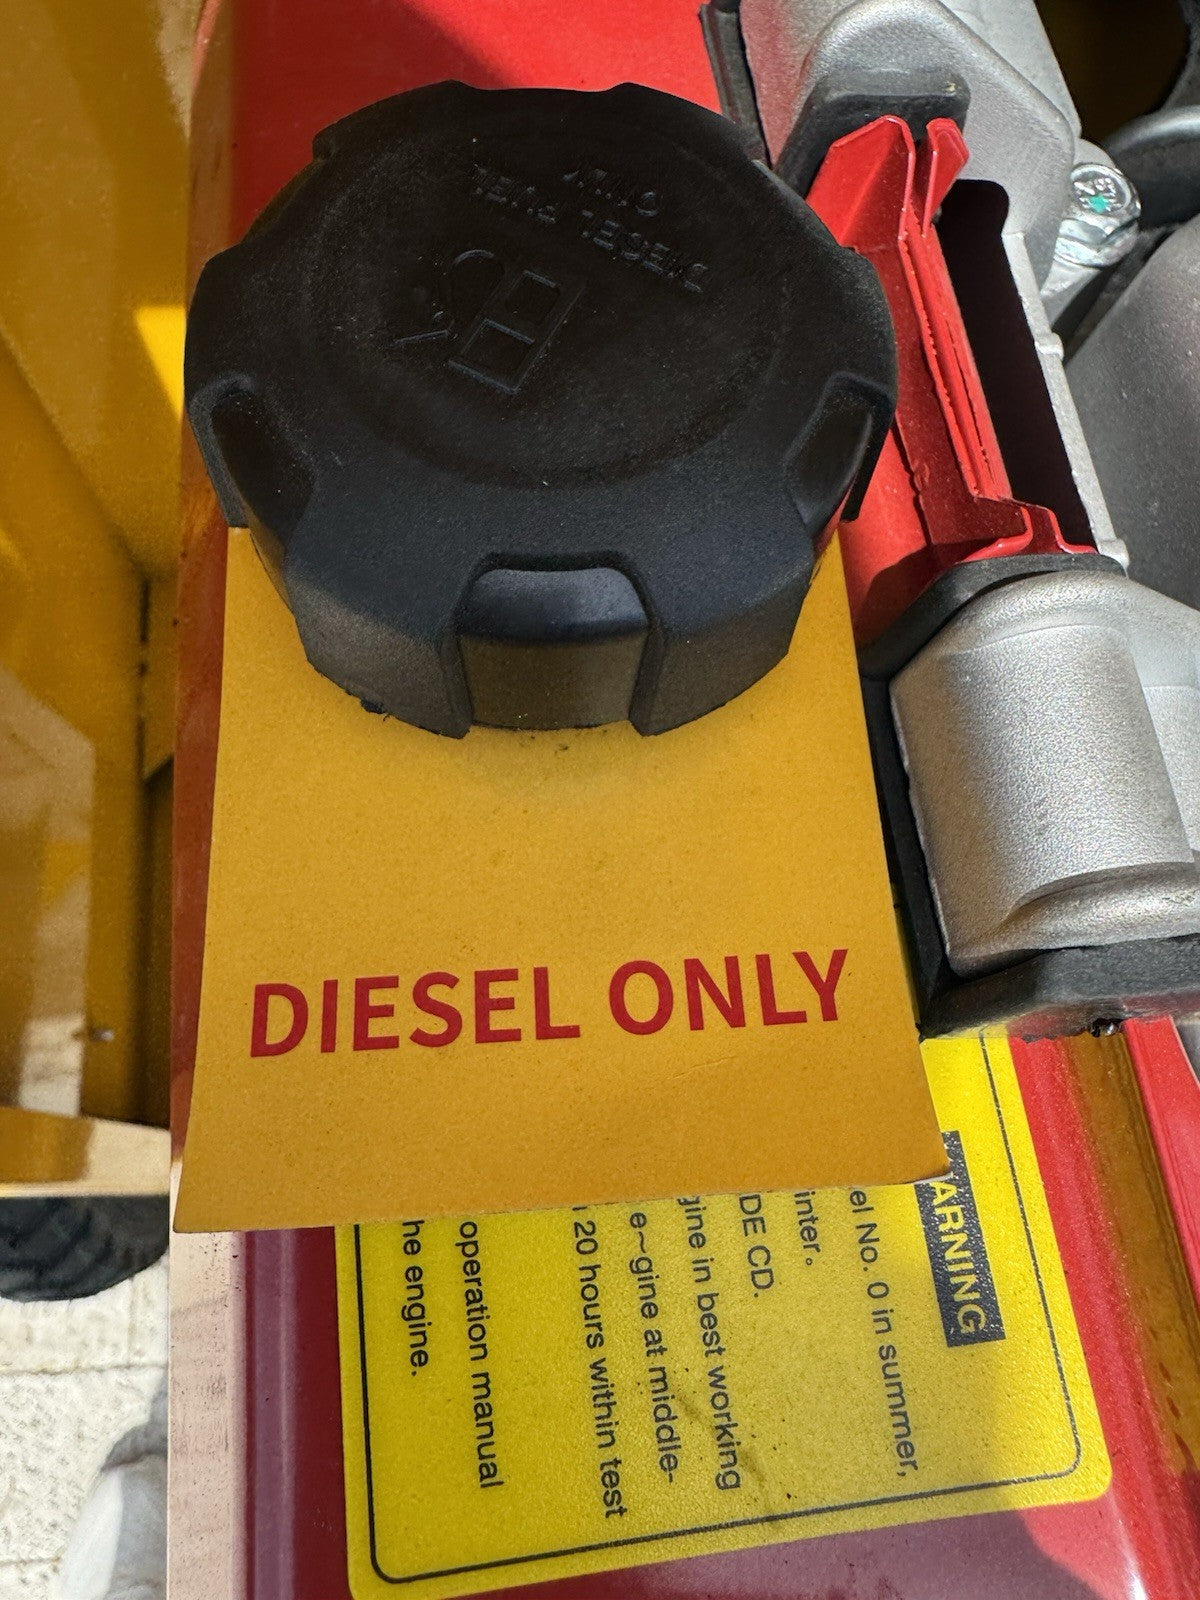 DIESEL FUEL
ONLY
DIESEL ONLY
ARNING
el No. 0 in summer,
inter.
DE CD.
gine in best working
e~gine at middle-
20 hours within test
operation manual
he engine.